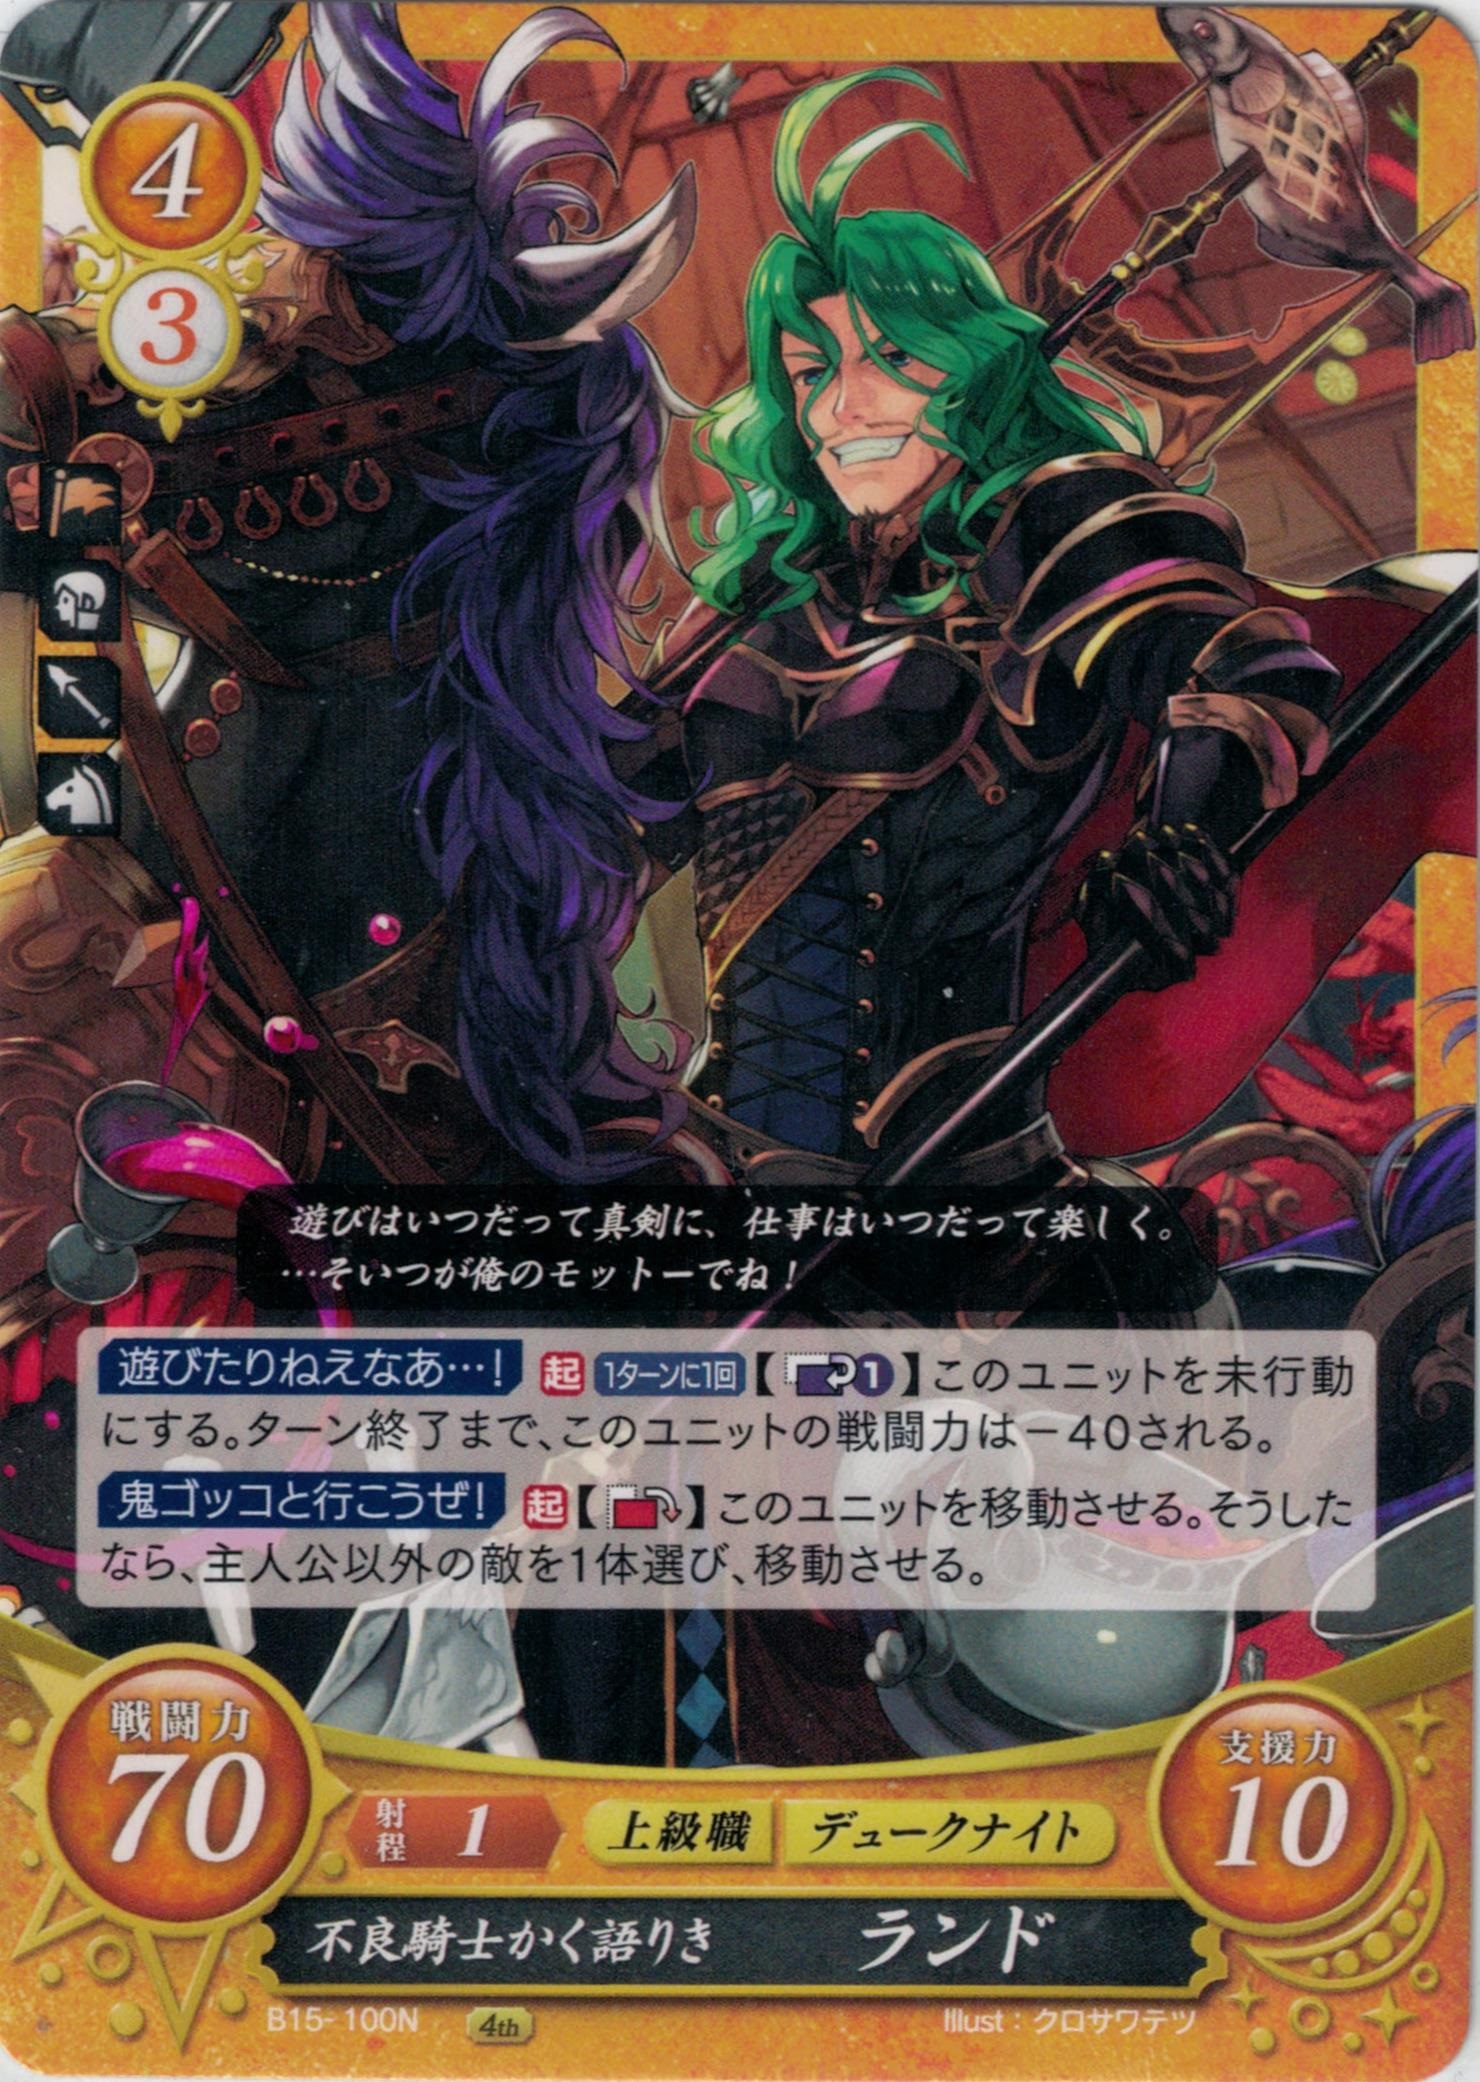 4
3
遊びはいつだって真剣に、仕事はいつだって楽しく。
…そいつが俺のモットーでね！
遊びたりねえなあ…！ 起 1ターンに1回【 1 】このユニットを未行動
にする。ターン終了まで、このユニットの戦闘力は－40される。
鬼ゴッコと行こうぜ！ 起【 】このユニットを移動させる。そうした
なら、主人公以外の敵を1体選び、移動させる。
戦闘力
70
射程 1
上級職 デュークナイト
支援力
10
不良騎士かく語りき ランド
B15-100N 4th Illust：クロサワテツ